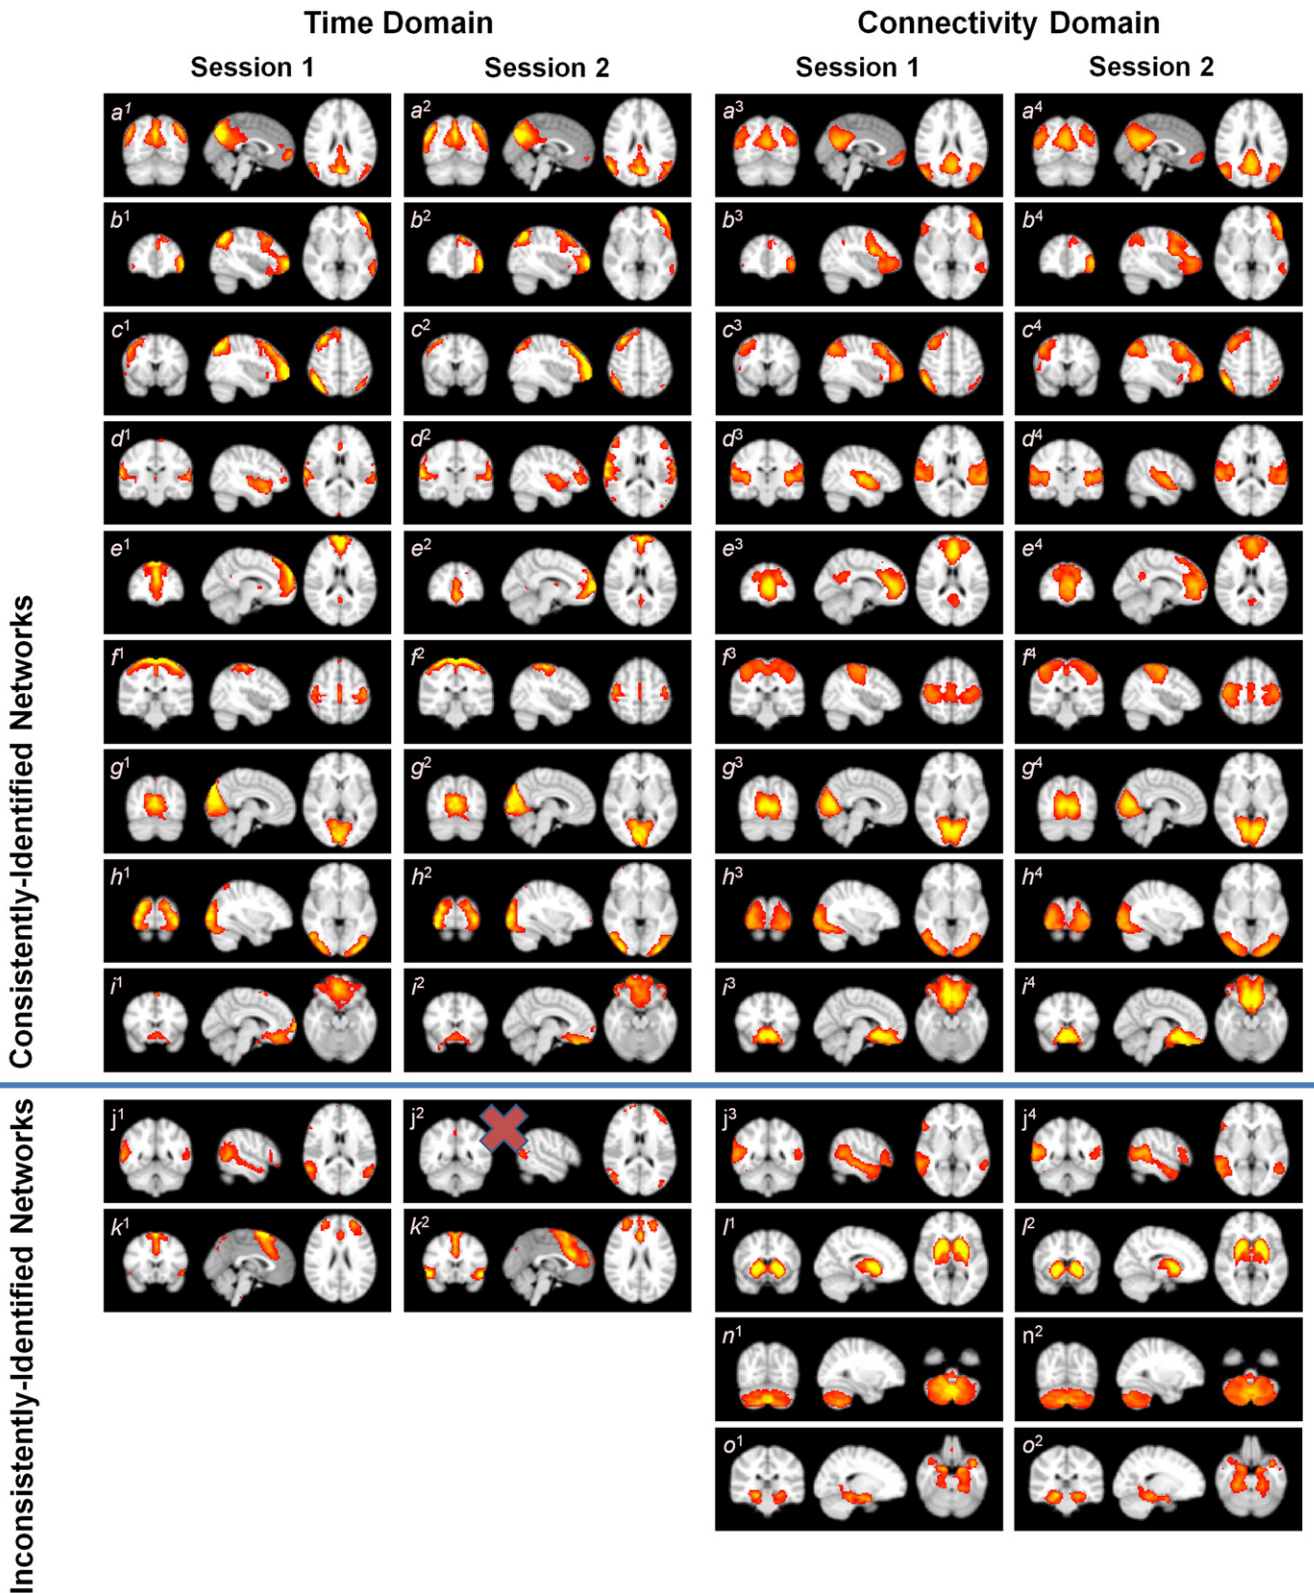 Time Domain
Connectivity Domain
Session 1
Session 2
Session 1
Session 2
Consistently-Identified Networks
a¹
a²
a³
a⁴
b¹
b²
b³
b⁴
c¹
c²
c³
c⁴
d¹
d²
d³
d⁴
e¹
e²
e³
e⁴
f¹
f²
f³
f⁴
g¹
g²
g³
g⁴
h¹
h²
h³
h⁴
i¹
i²
i³
i⁴
Inconsistently-Identified Networks
j¹
j²
j³
j⁴
k¹
k²
l¹
l²
n¹
n²
o¹
o²